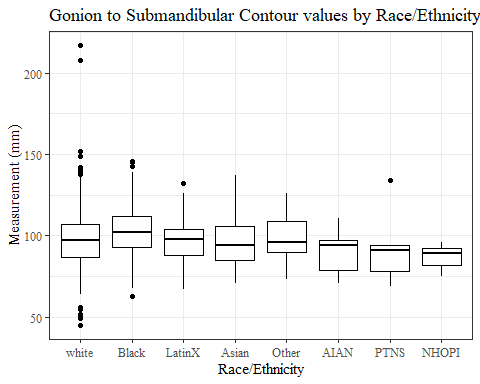 Gonion to Submandibular Contour values by Race/Ethnicity
Measurement (mm)
200
150
100
50
white Black LatinX Asian Other AIAN PTNS NHOPI
Race/Ethnicity